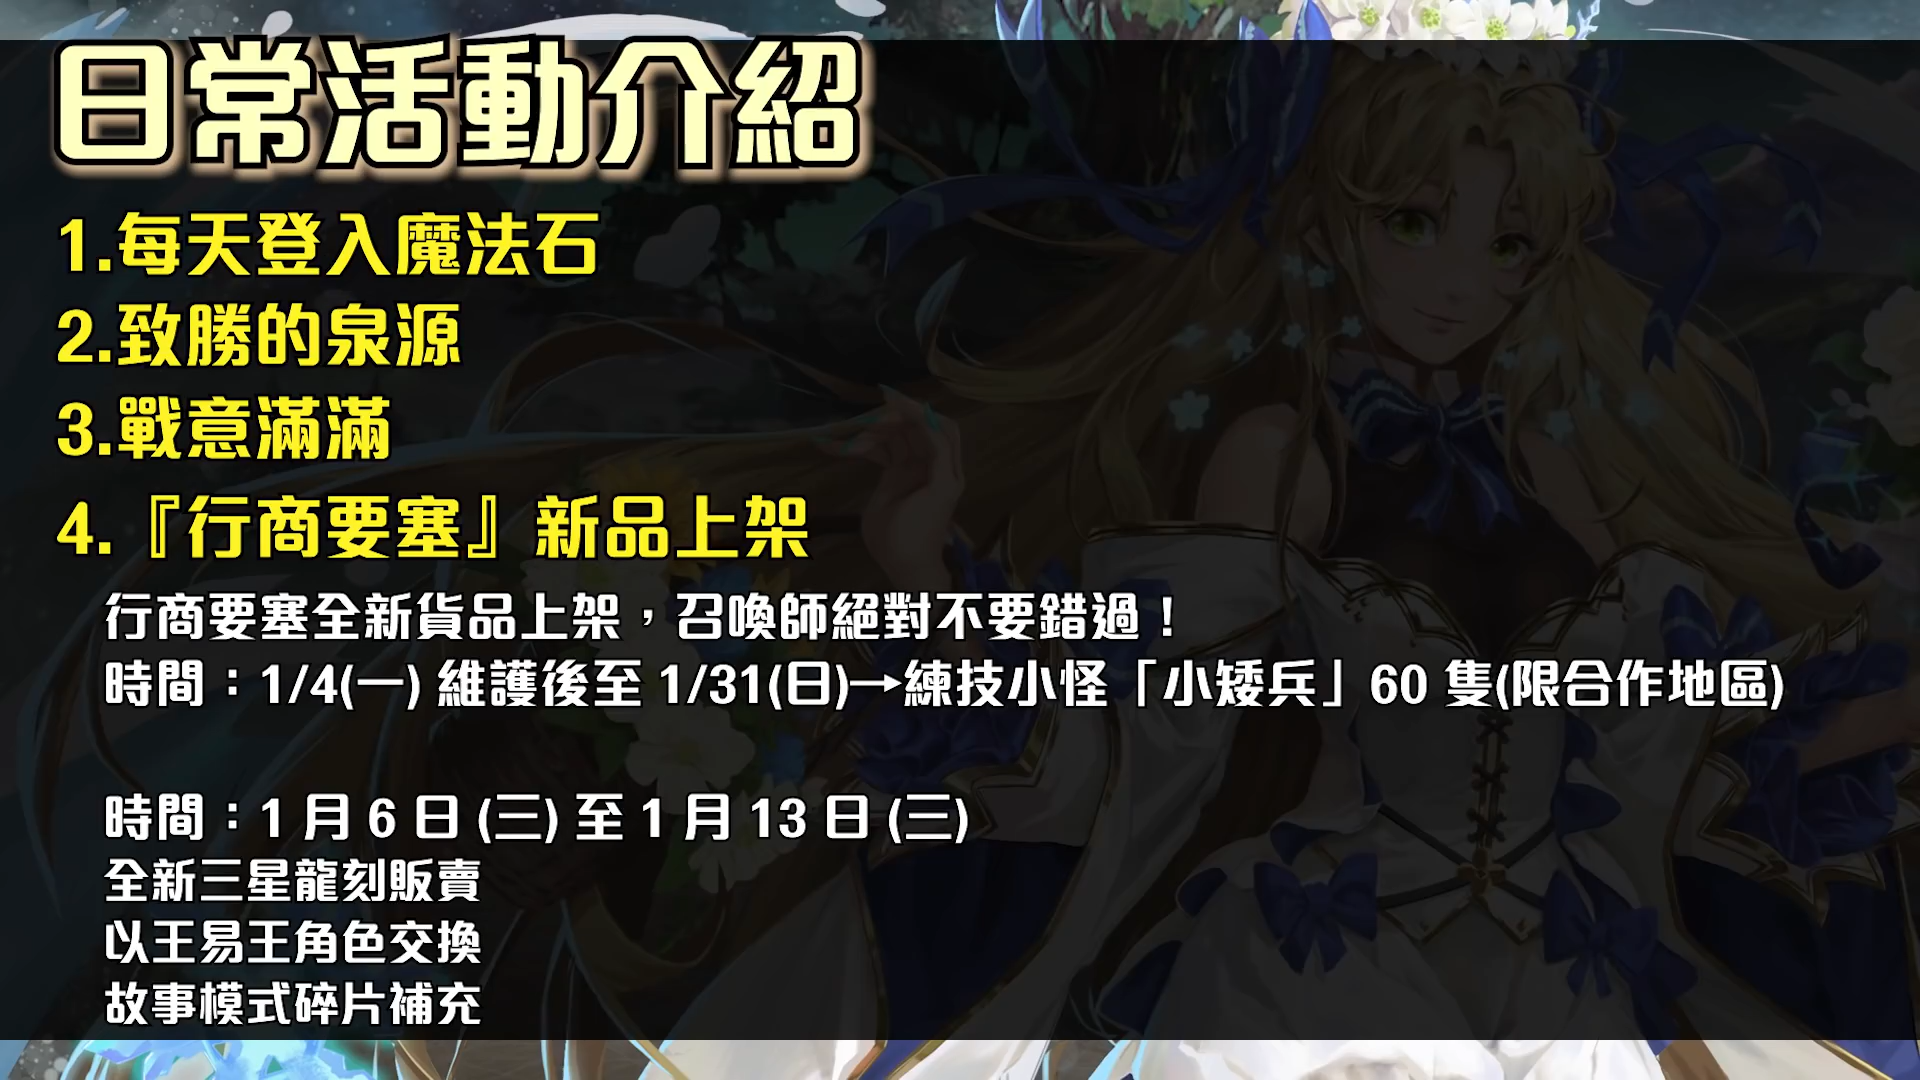 日常活動介紹
1.每天登入魔法石
2.致勝的泉源
3.戰意滿滿
4.『行商要塞』新品上架
行商要塞全新貨品上架，召喚師絕對不要錯過！
時間：1/4(一) 維護後至 1/31(日)→練技小怪「小矮兵」60 隻(限合作地區)
時間：1 月 6 日 (三) 至 1 月 13 日 (三)
全新三星龍刻販賣
以王易王角色交換
故事模式碎片補充